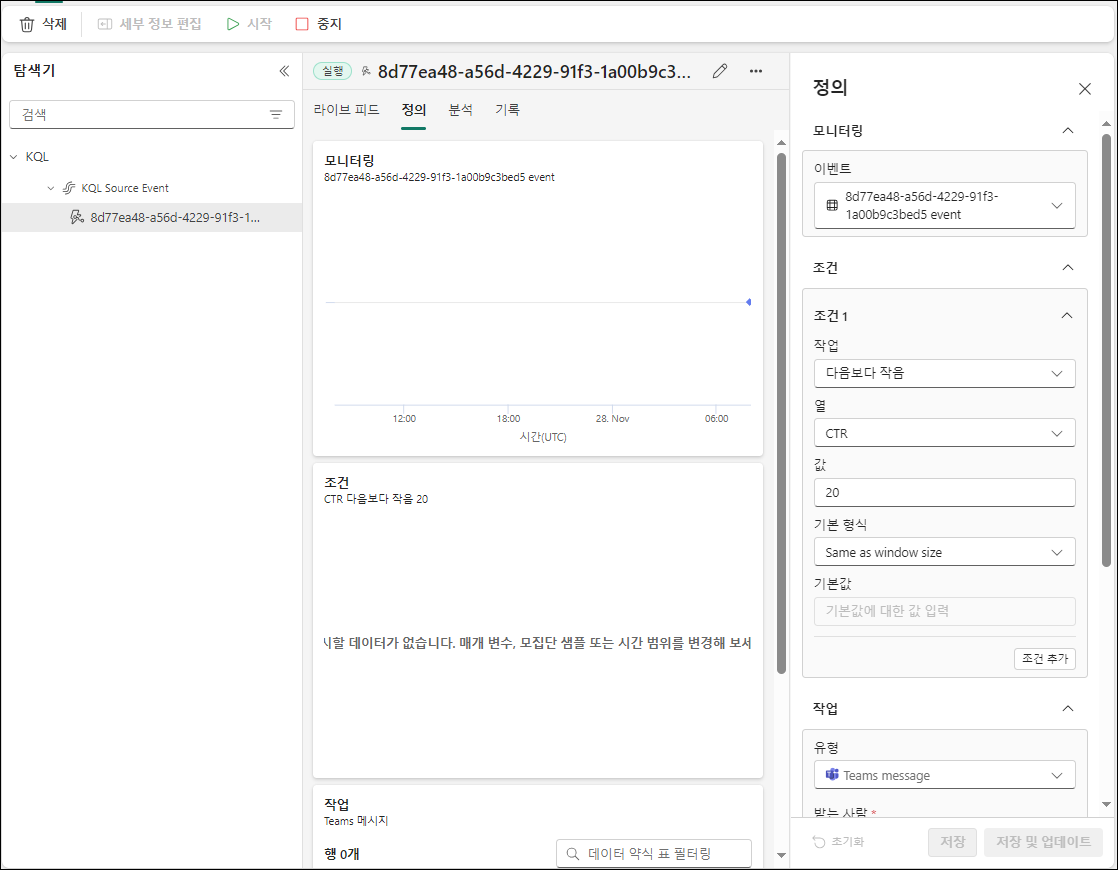 삭제
세부 정보 편집
시작
중지
탐색기
검색
KQL
KQL Source Event
8d77ea48-a56d-4229-91f3-1...
실행
8d77ea48-a56d-4229-91f3-1a00b9c3...
라이브 피드
정의
분석
기록
모니터링
8d77ea48-a56d-4229-91f3-1a00b9c3bed5 event
12:00
18:00
28. Nov
06:00
시간(UTC)
조건
CTR 다음보다 작음 20
시할 데이터가 없습니다. 매개 변수, 모집단 샘플 또는 시간 범위를 변경해 보세
작업
Teams 메시지
행 0개
데이터 약식 표 필터링
정의
모니터링
이벤트
8d77ea48-a56d-4229-91f3-
1a00b9c3bed5 event
조건
조건 1
작업
다음보다 작음
열
CTR
값
20
기본 형식
Same as window size
기본값
기본값에 대한 값 입력
조건 추가
작업
유형
Teams message
받는 사람 *
초기화
저장
저장 및 업데이트